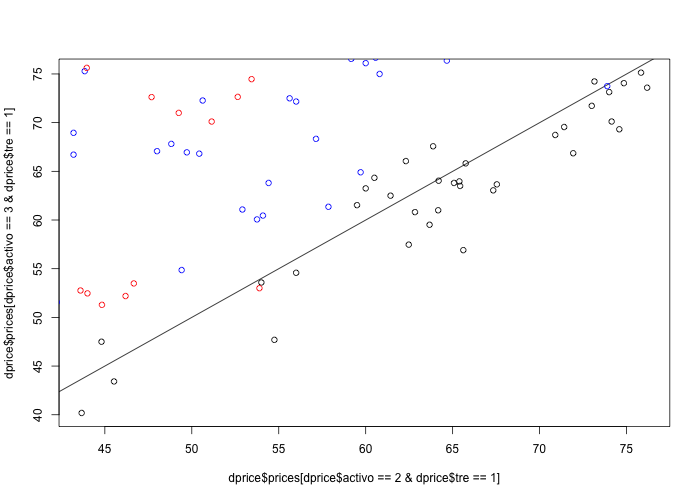 dprice$prices[dprice$activo == 3 & dprice$tre == 1]
75
70
65
60
55
50
45
40
45 50 55 60 65 70 75
dprice$prices[dprice$activo == 2 & dprice$tre == 1]